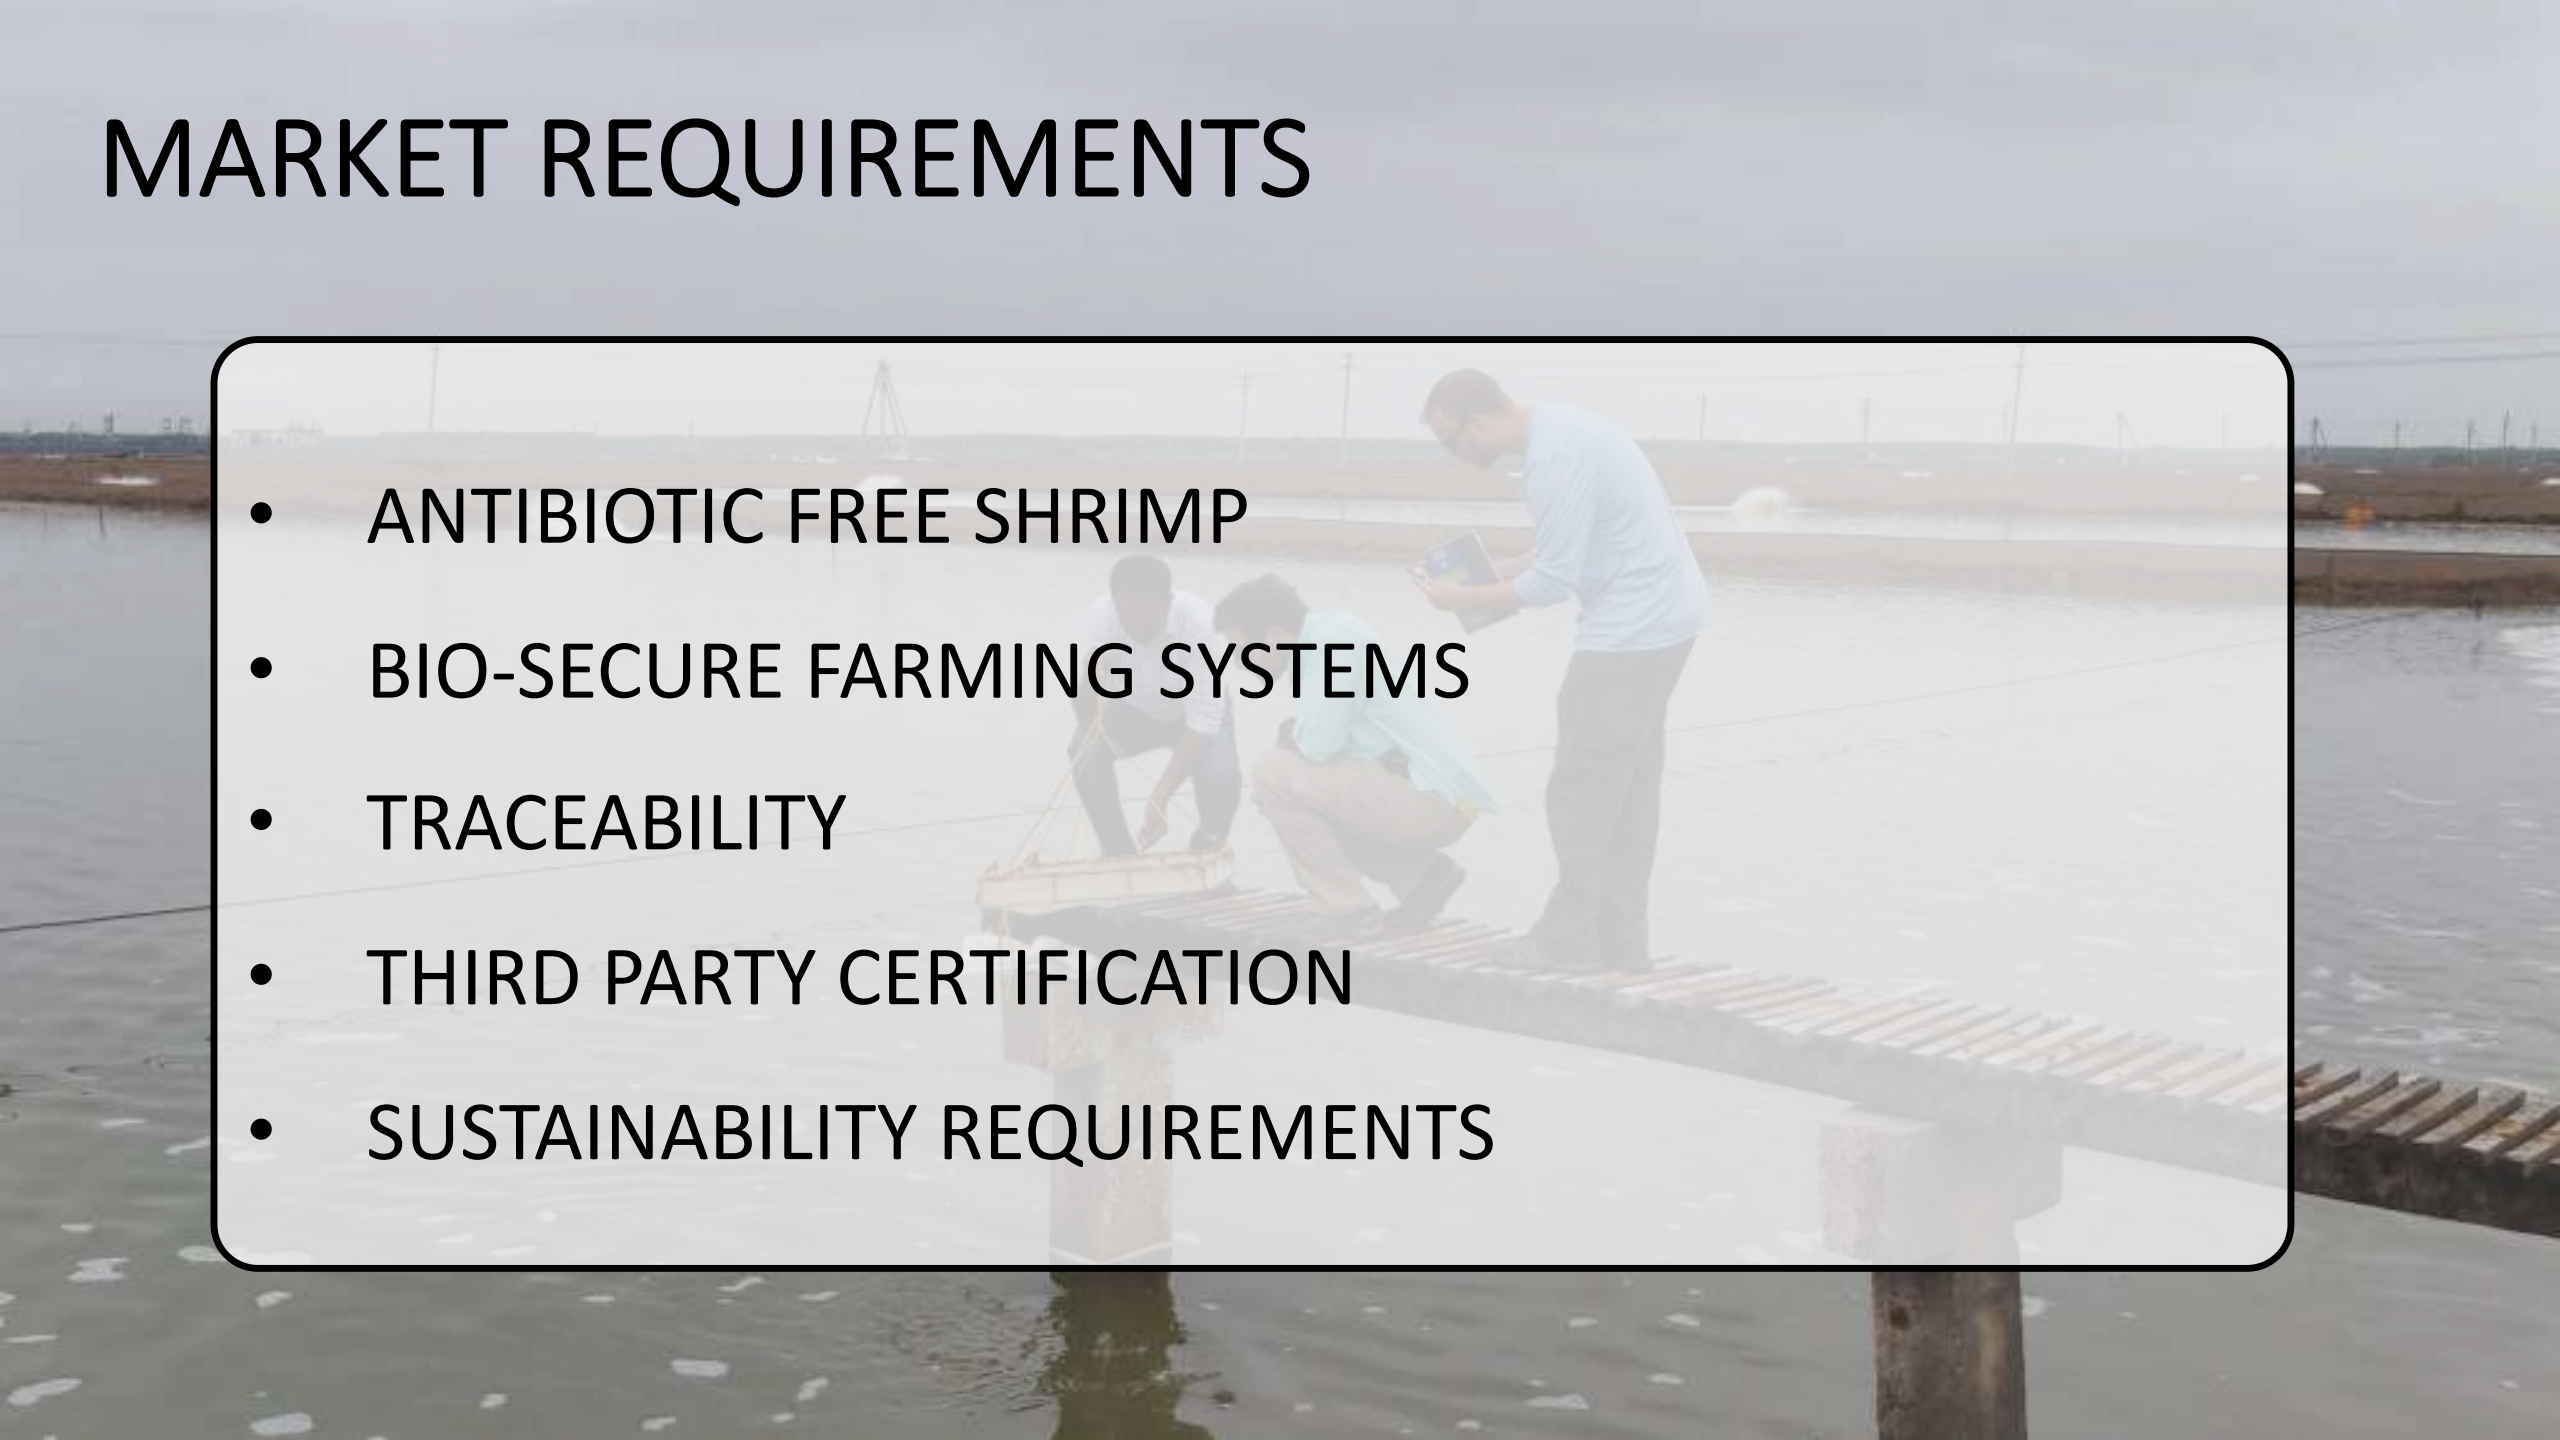 MARKET REQUIREMENTS
• ANTIBIOTIC FREE SHRIMP
• BIO-SECURE FARMING SYSTEMS
• TRACEABILITY
• THIRD PARTY CERTIFICATION
• SUSTAINABILITY REQUIREMENTS